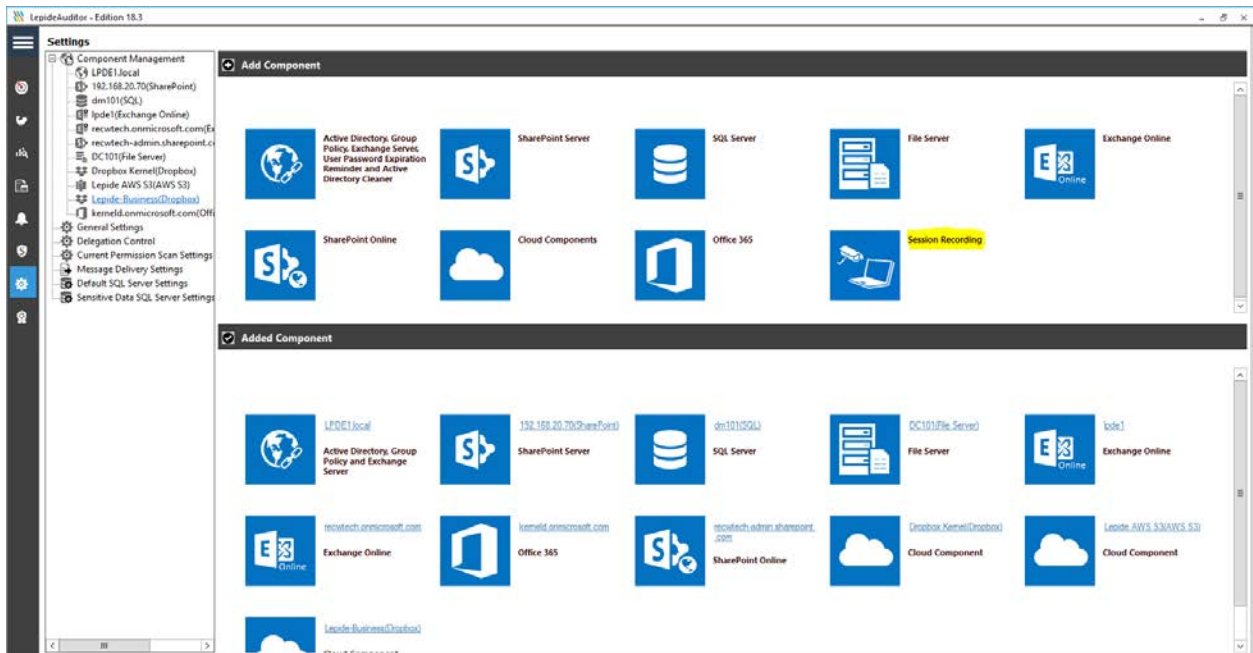 LepideAuditor - Edition 18.3
Settings
Component Management
LPDE1.local
192.168.20.70(SharePoint)
dm101(SQL)
lpde1(Exchange Online)
recwtech.onmicrosoft.com(Ex
recwtech-admin.sharepoint.c
DC101(File Server)
Dropbox Kernel(Dropbox)
Lepide AWS S3(AWS S3)
Lepide-Business(Dropbox)
kerneld.onmicrosoft.com(Offi
General Settings
Delegation Control
Current Permission Scan Settings
Message Delivery Settings
Default SQL Server Settings
Sensitive Data SQL Server Settings
Add Component
Active Directory, Group
Policy, Exchange Server,
User Password Expiration
Reminder and Active
Directory Cleaner
SharePoint Server
SQL Server
File Server
Exchange Online
SharePoint Online
Cloud Components
Office 365
Session Recording
Added Component
LPDE1.local
Active Directory, Group
Policy and Exchange
Server
192.168.20.70(SharePoint)
SharePoint Server
dm101(SQL)
SQL Server
DC101(File Server)
File Server
lpde1
Exchange Online
recwtech.onmicrosoft.com
Exchange Online
kerneld.onmicrosoft.com
Office 365
recwtech-admin.sharepoint
.com
SharePoint Online
Dropbox Kernel(Dropbox)
Cloud Component
Lepide AWS S3(AWS S3)
Cloud Component
Lepide-Business(Dropbox)
Cloud Component